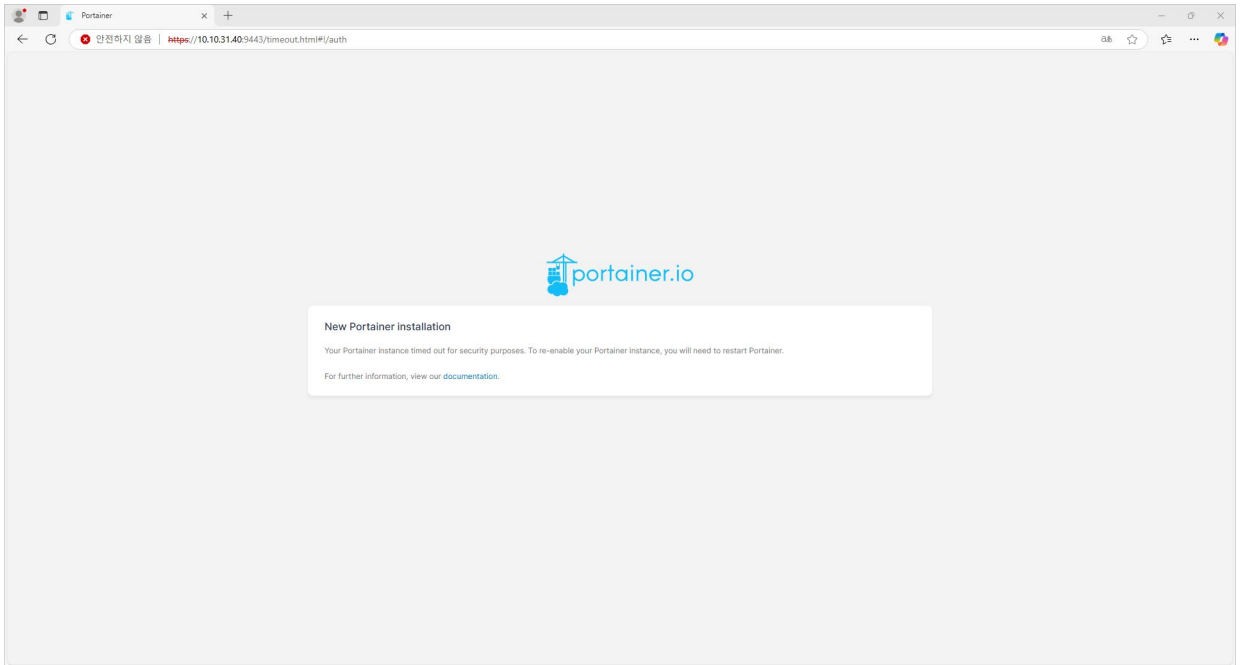 Portainer
안전하지 않음
https://10.10.31.40:9443/timeout.html#!/auth
portainer.io
New Portainer installation
Your Portainer instance timed out for security purposes. To re-enable your Portainer instance, you will need to restart Portainer.
For further information, view our documentation.